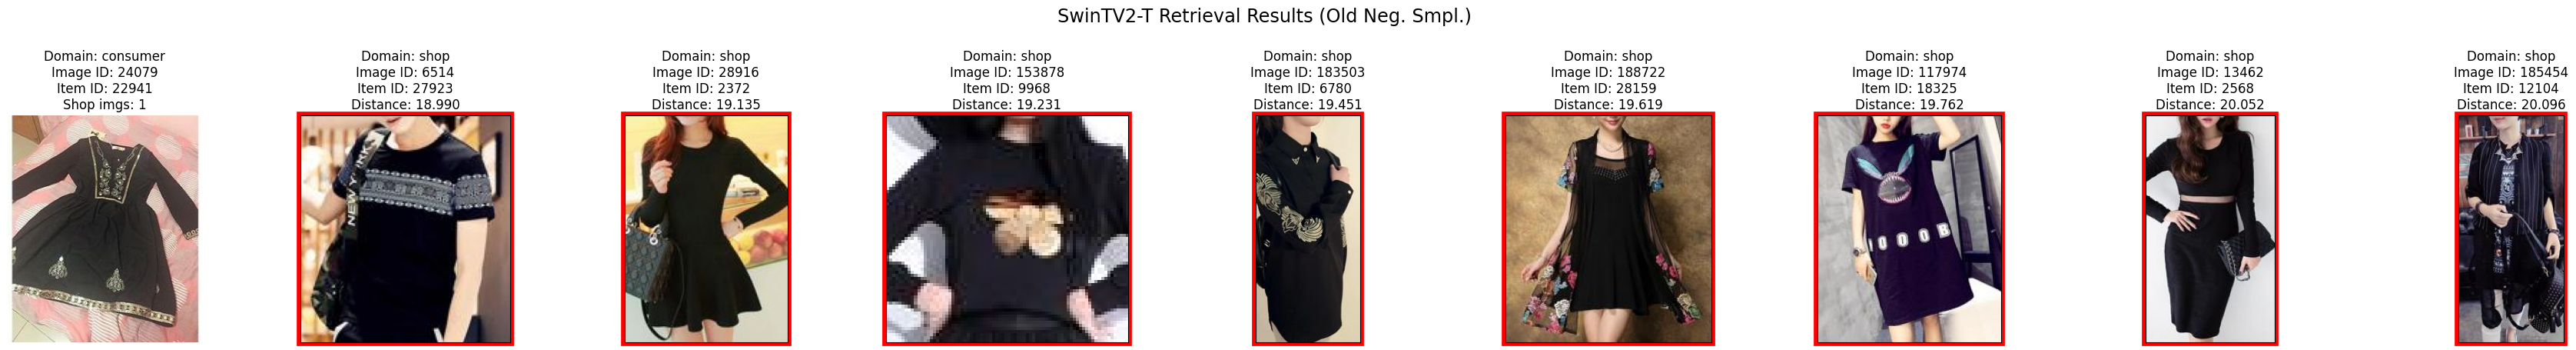 SwinTV2-T Retrieval Results (Old Neg. Smpl.)
Domain: consumer
Image ID: 24079
Item ID: 22941
Shop imgs: 1
Domain: shop
Image ID: 6514
Item ID: 27923
Distance: 18.990
Domain: shop
Image ID: 28916
Item ID: 2372
Distance: 19.135
Domain: shop
Image ID: 153878
Item ID: 9968
Distance: 19.231
Domain: shop
Image ID: 183503
Item ID: 6780
Distance: 19.451
Domain: shop
Image ID: 188722
Item ID: 28159
Distance: 19.619
Domain: shop
Image ID: 117974
Item ID: 18325
Distance: 19.762
Domain: shop
Image ID: 13462
Item ID: 2568
Distance: 20.052
Domain: shop
Image ID: 185454
Item ID: 12104
Distance: 20.096
NEW